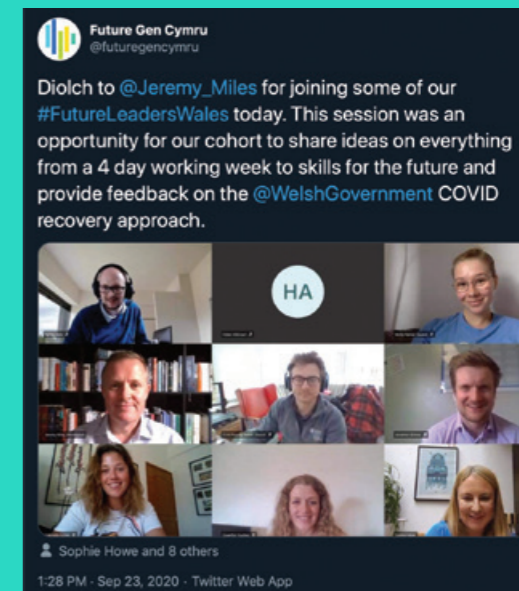 Future Gen Cymru
@futuregencymru
Diolch to @Jeremy_Miles for joining some of our
#FutureLeadersWales today. This session was an
opportunity for our cohort to share ideas on everything
from a 4 day working week to skills for the future and
provide feedback on the @WelshGovernment COVID
recovery approach.
HA
Sophie Howe and 8 others
1:28 PM · Sep 23, 2020 · Twitter Web App